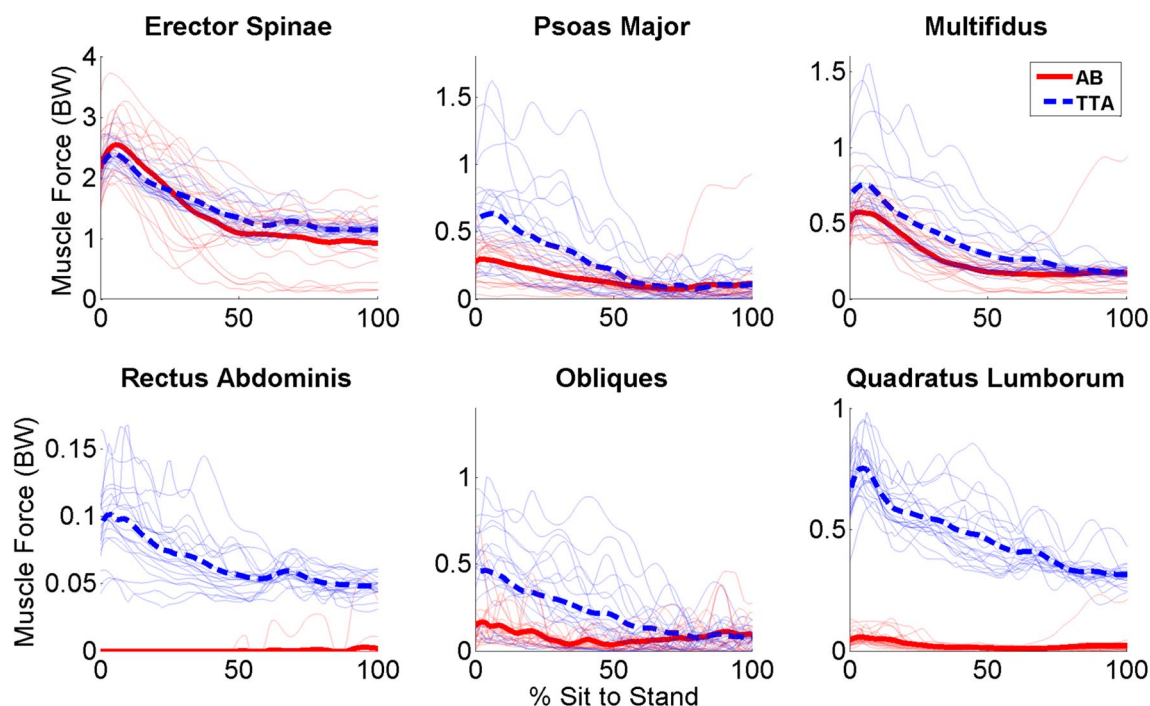 Erector Spinae Psoas Major Multifidus
Muscle Force (BW)
4
3
2
1
0
0 50 100
1.5
1
0.5
0
0 50 100
1.5
1
0.5
0
0 50 100
AB
TTA
Rectus Abdominis Obliques Quadratus Lumborum
Muscle Force (BW)
0.15
0.1
0.05
0
0 50 100
1
0.5
0
0 50 100
1
0.5
0
0 50 100
% Sit to Stand